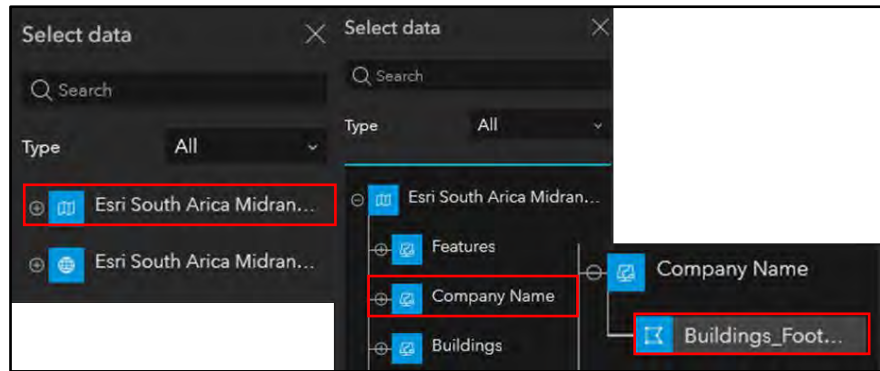 Select data
Search
Type All
Esri South Arica Midran...
Esri South Arica Midran...
Select data
Search
Type All
Esri South Arica Midran...
Features
Company Name
Buildings
Company Name
Buildings_Foot...